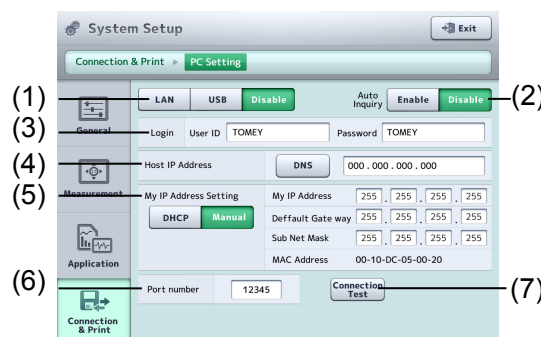 System Setup
Exit
Connection & Print ▶ PC Setting
(1) LAN USB Disable Auto Inquiry Enable Disable (2)
General
(3) Login User ID TOMEY Password TOMEY
(4) Host IP Address DNS 000 . 000 . 000 . 000
Measurement
(5) My IP Address Setting My IP Address 255 . 255 . 255 . 255
DHCP Manual Deffault Gate way 255 . 255 . 255 . 255
Sub Net Mask 255 . 255 . 255 . 255
Application
MAC Address 00-10-DC-05-00-20
(6) Port number 12345 Connection Test (7)
Connection
& Print